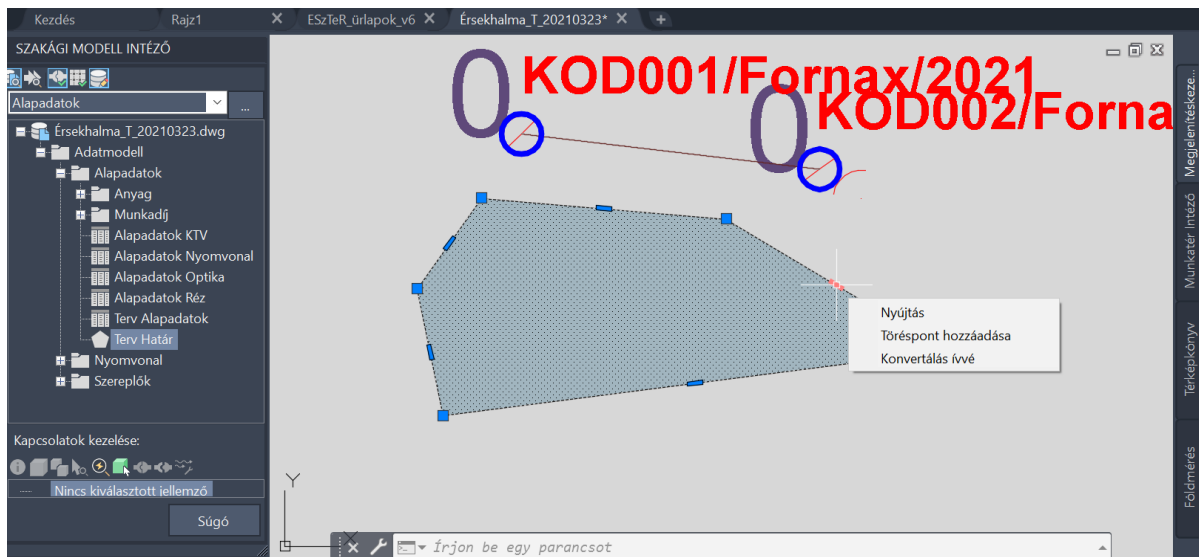 Kezdés
Rajz1
ESzTeR_ürlapok_v6
Érsekhalma_T_20210323*
SZAKÁGI MODELL INTÉZŐ
Alapadatok
...
Érsekhalma_T_20210323.dwg
Adatmodell
Alapadatok
Anyag
Munkadíj
Alapadatok KTV
Alapadatok Nyomvonal
Alapadatok Optika
Alapadatok Réz
Terv Alapadatok
Terv Határ
Nyomvonal
Szereplők
Kapcsolatok kezelése:
Nincs kiválasztott jellemző
Súgó
0
KOD001/Fornax/2021
0
KOD002/Forna
Nyújtás
Töréspont hozzáadása
Konvertálás ívvé
Y
X
Írjon be egy parancsot
Megjelenítéskeze...
Munkatér Intéző
Térképkönyv
Földmérés